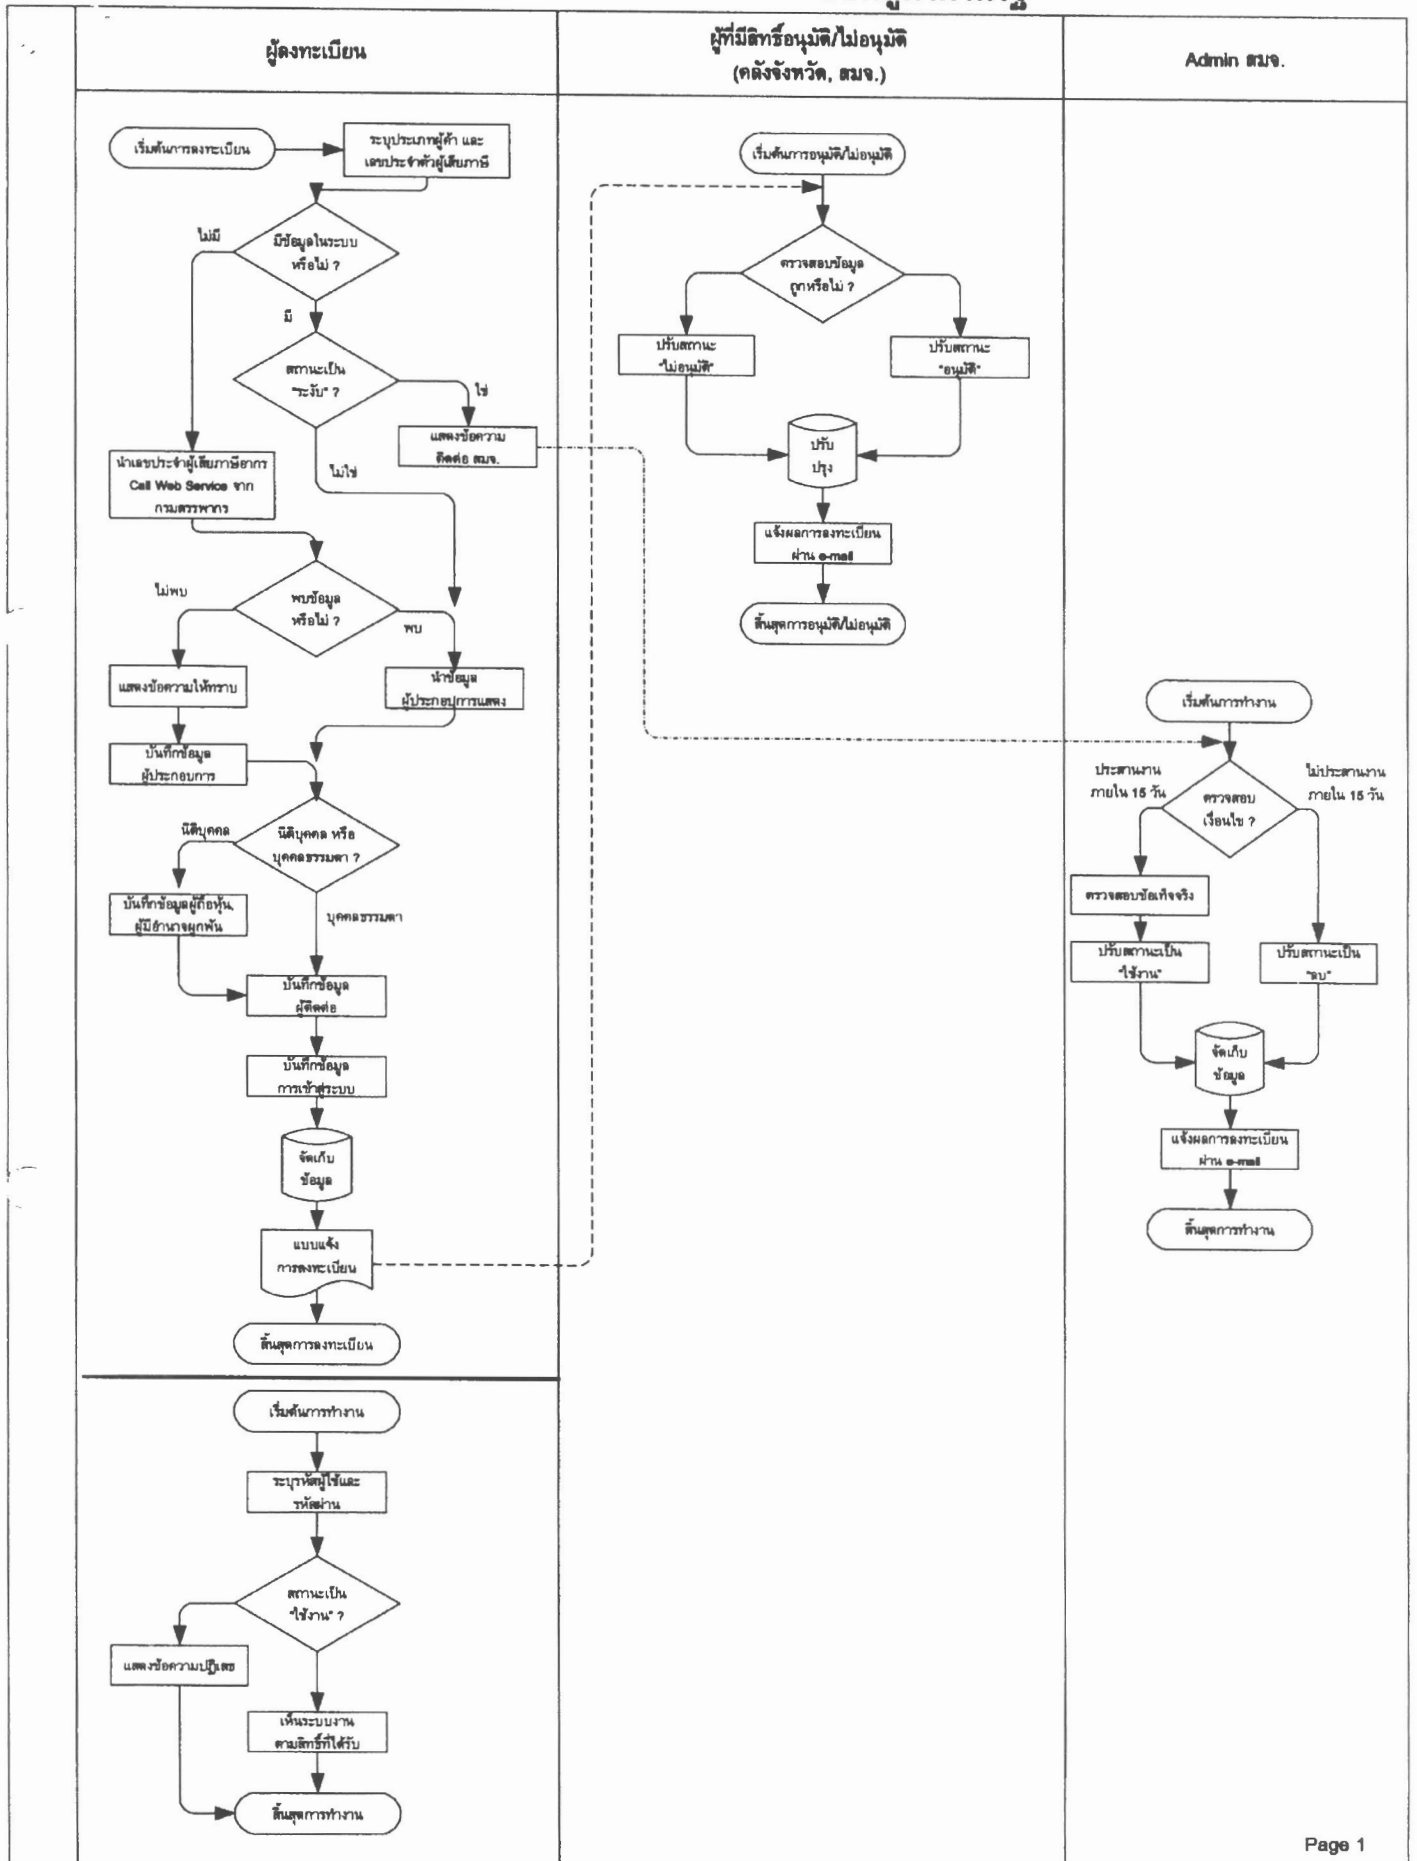 ผู้ลงทะเบียน
ผู้ที่มีสิทธิ์อนุมัติ/ไม่อนุมัติ
(คลังจังหวัด, สมจ.)
Admin สมจ.
เริ่มต้นการลงทะเบียน
ระบุประเภทผู้ค้า และ
เลขประจำตัวผู้เสียภาษี
มีข้อมูลในระบบ
หรือไม่ ?
ไม่มี
มี
สถานะเป็น
"ระงับ" ?
ใช่
แสดงข้อความ
ติดต่อ สมจ.
ไม่ใช่
นำเลขประจำผู้เสียภาษีอากร
Call Web Service จาก
กรมสรรพากร
พบข้อมูล
หรือไม่ ?
ไม่พบ
พบ
แสดงข้อความให้ทราบ
นำข้อมูล
ผู้ประกอบการแสดง
บันทึกข้อมูล
ผู้ประกอบการ
นิติบุคคล หรือ
บุคคลธรรมดา ?
นิติบุคคล
บันทึกข้อมูลผู้ถือหุ้น,
ผู้มีอำนาจผูกพัน
บุคคลธรรมดา
บันทึกข้อมูล
ผู้ติดต่อ
บันทึกข้อมูล
การเข้าสู่ระบบ
จัดเก็บ
ข้อมูล
แบบแจ้ง
การลงทะเบียน
สิ้นสุดการลงทะเบียน
เริ่มต้นการทำงาน
ระบุรหัสผู้ใช้และ
รหัสผ่าน
สถานะเป็น
"ใช้งาน" ?
แสดงข้อความปฏิเสธ
เห็นระบบงาน
ตามสิทธิ์ที่ได้รับ
สิ้นสุดการทำงาน
เริ่มต้นการอนุมัติ/ไม่อนุมัติ
ตรวจสอบข้อมูล
ถูกหรือไม่ ?
ปรับสถานะ
"ไม่อนุมัติ"
ปรับสถานะ
"อนุมัติ"
ปรับ
ปรุง
แจ้งผลการลงทะเบียน
ผ่าน e-mail
สิ้นสุดการอนุมัติ/ไม่อนุมัติ
เริ่มต้นการทำงาน
ประสานงาน
ภายใน 15 วัน
ไม่ประสานงาน
ภายใน 15 วัน
ตรวจสอบ
เงื่อนไข ?
ตรวจสอบข้อเท็จจริง
ปรับสถานะเป็น
"ใช้งาน"
ปรับสถานะเป็น
"ลบ"
จัดเก็บ
ข้อมูล
แจ้งผลการลงทะเบียน
ผ่าน e-mail
สิ้นสุดการทำงาน
Page 1